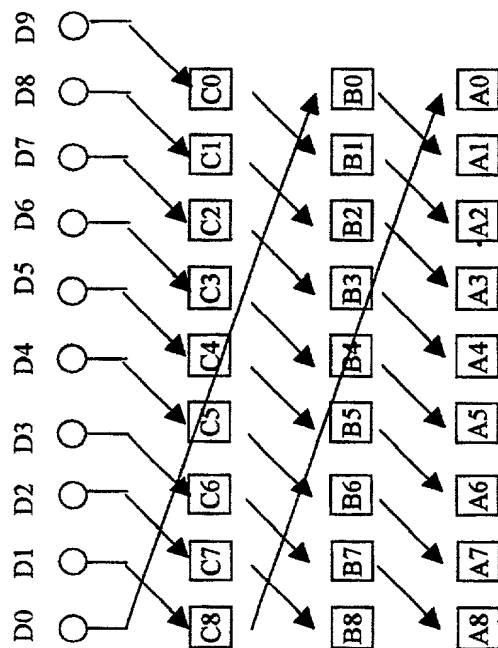 D9 D8 D7 D6 D5 D4 D3 D2 D1 D0
C0 C1 C2 C3 C4 C5 C6 C7 C8
B0 B1 B2 B3 B4 B5 B6 B7 B8
A0 A1 A2 A3 A4 A5 A6 A7 A8